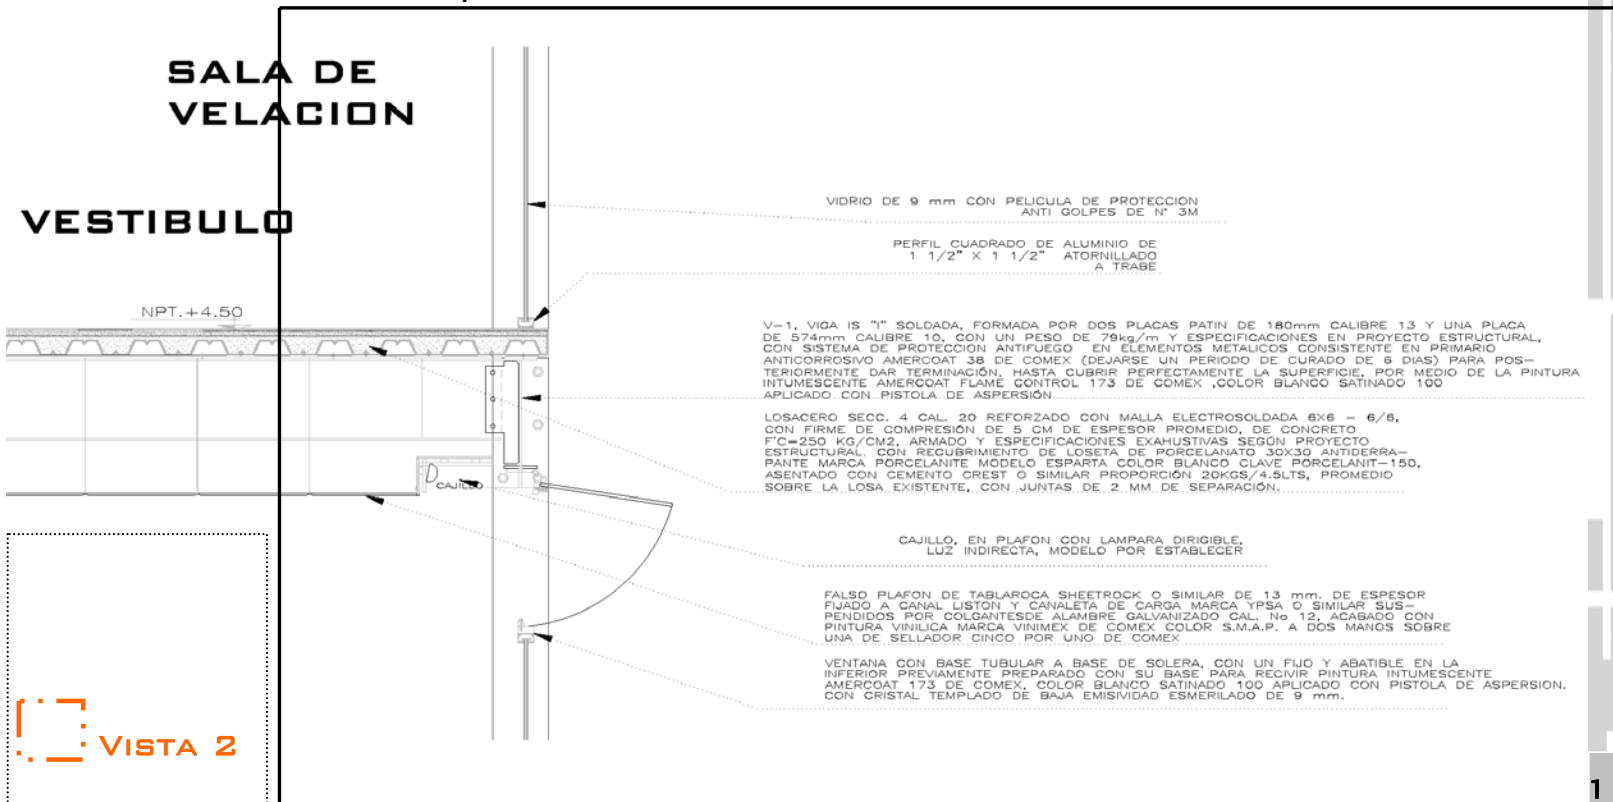 SALA DE
VELACION
VESTIBULO
NPT.+4.50
CAJILLO
VIDRIO DE 9 mm CON PELICULA DE PROTECCION
ANTI GOLPES DE N° 3M
PERFIL CUADRADO DE ALUMINIO DE
1 1/2" X 1 1/2" ATORNILLADO
A TRABE
V-1, VIGA IS "I" SOLDADA, FORMADA POR DOS PLACAS PATIN DE 180mm CALIBRE 13 Y UNA PLACA
DE 574mm CALIBRE 10, CON UN PESO DE 79kg/m Y ESPECIFICACIONES EN PROYECTO ESTRUCTURAL,
CON SISTEMA DE PROTECCION ANTIFUEGO EN ELEMENTOS METALICOS CONSISTENTE EN PRIMARIO
ANTICORROSIVO AMERCOAT 38 DE COMEX (DEJARSE UN PERIODO DE CURADO DE 6 DIAS) PARA POS-
TERIORMENTE DAR TERMINACIÓN, HASTA CUBRIR PERFECTAMENTE LA SUPERFICIE, POR MEDIO DE LA PINTURA
INTUMESCENTE AMERCOAT FLAME CONTROL 173 DE COMEX ,COLOR BLANCO SATINADO 100
APLICADO CON PISTOLA DE ASPERSIÓN
LOSACERO SECC. 4 CAL. 20 REFORZADO CON MALLA ELECTROSOLDADA 6X6 - 6/6,
CON FIRME DE COMPRESIÓN DE 5 CM DE ESPESOR PROMEDIO, DE CONCRETO
F'C=250 KG/CM2, ARMADO Y ESPECIFICACIONES EXAHUSTIVAS SEGÚN PROYECTO
ESTRUCTURAL. CON RECUBRIMIENTO DE LOSETA DE PORCELANATO 30X30 ANTIDERRA-
PANTE MARCA PORCELANITE MODELO ESPARTA COLOR BLANCO CLAVE PORCELANIT-150,
ASENTADO CON CEMENTO CREST O SIMILAR PROPORCIÓN 20KGS/4.5LTS, PROMEDIO
SOBRE LA LOSA EXISTENTE, CON JUNTAS DE 2 MM DE SEPARACIÓN.
CAJILLO, EN PLAFON CON LAMPARA DIRIGIBLE,
LUZ INDIRECTA, MODELO POR ESTABLECER
FALSO PLAFON DE TABLAROCA SHEETROCK O SIMILAR DE 13 mm. DE ESPESOR
FIJADO A CANAL LISTON Y CANALETA DE CARGA MARCA YPSA O SIMILAR SUS-
PENDIDOS POR COLGANTESDE ALAMBRE GALVANIZADO CAL. No 12, ACABADO CON
PINTURA VINILICA MARCA VINIMEX DE COMEX COLOR S.M.A.P. A DOS MANOS SOBRE
UNA DE SELLADOR CINCO POR UNO DE COMEX
VENTANA CON BASE TUBULAR A BASE DE SOLERA, CON UN FIJO Y ABATIBLE EN LA
INFERIOR PREVIAMENTE PREPARADO CON SU BASE PARA RECIVIR PINTURA INTUMESCENTE
AMERCOAT 173 DE COMEX, COLOR BLANCO SATINADO 100 APLICADO CON PISTOLA DE ASPERSION.
CON CRISTAL TEMPLADO DE BAJA EMISIVIDAD ESMERILADO DE 9 mm.
VISTA 2
1